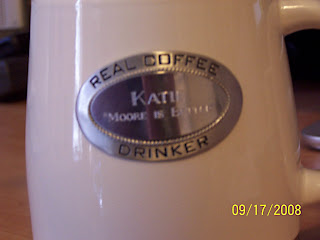 REAL COFFEE
KATIE
"MOORE IS BETTER"
DRINKER
09/17/2008